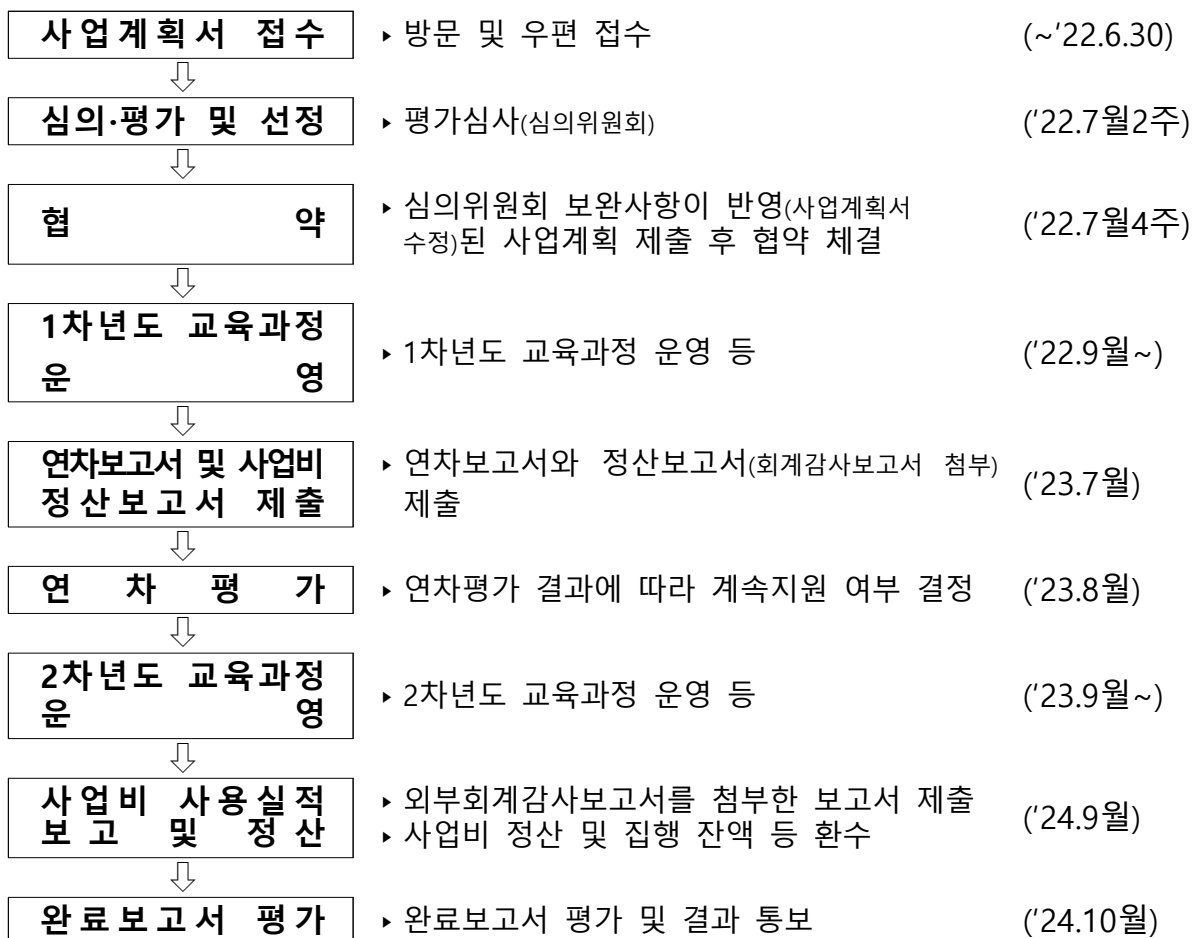 사업계획서 접수 ▸ 방문 및 우편 접수 (~'22.6.30)
심의·평가 및 선정 ▸ 평가심사(심의위원회) ('22.7월2주)
협 약 ▸ 심의위원회 보완사항이 반영(사업계획서
수정)된 사업계획 제출 후 협약 체결 ('22.7월4주)
1차년도 교육과정
운 영 ▸ 1차년도 교육과정 운영 등 ('22.9월~)
연차보고서 및 사업비
정산보고서 제출 ▸ 연차보고서와 정산보고서(회계감사보고서 첨부)
제출 ('23.7월)
연 차 평 가 ▸ 연차평가 결과에 따라 계속지원 여부 결정 ('23.8월)
2차년도 교육과정
운 영 ▸ 2차년도 교육과정 운영 등 ('23.9월~)
사업비 사용실적
보고 및 정산 ▸ 외부회계감사보고서를 첨부한 보고서 제출
▸ 사업비 정산 및 집행 잔액 등 환수 ('24.9월)
완료보고서 평가 ▸ 완료보고서 평가 및 결과 통보 ('24.10월)